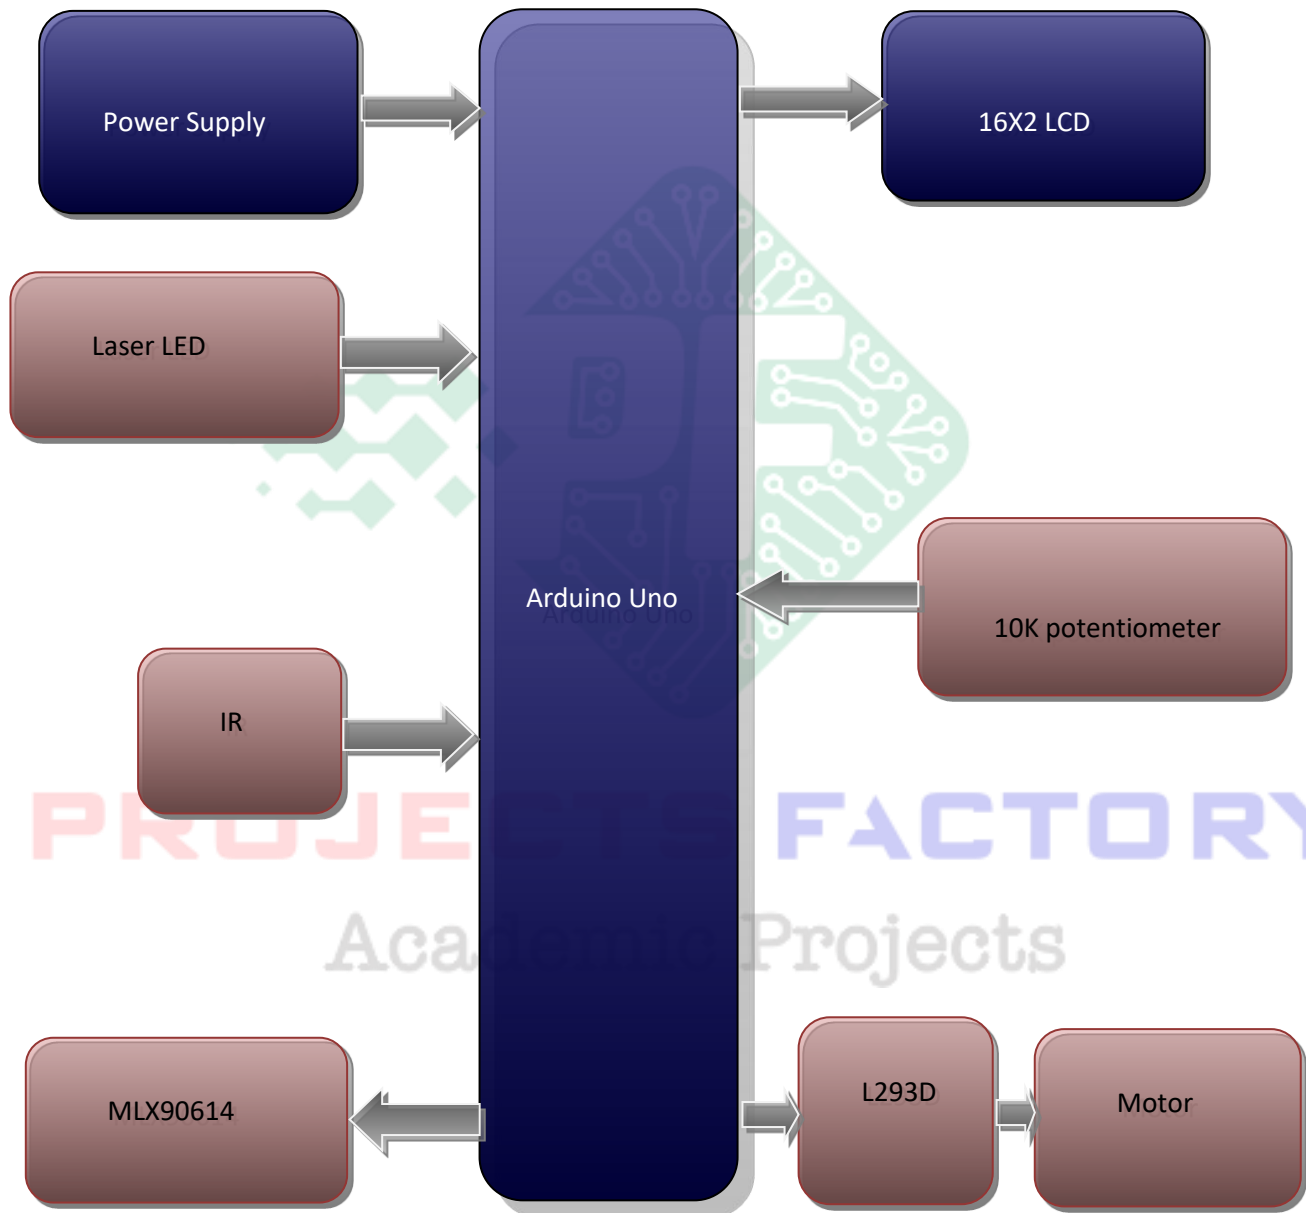 Power Supply
16X2 LCD
Laser LED
Arduino Uno
10K potentiometer
IR
PROJECTS FACTORY
Academic Projects
MLX90614
L293D
Motor